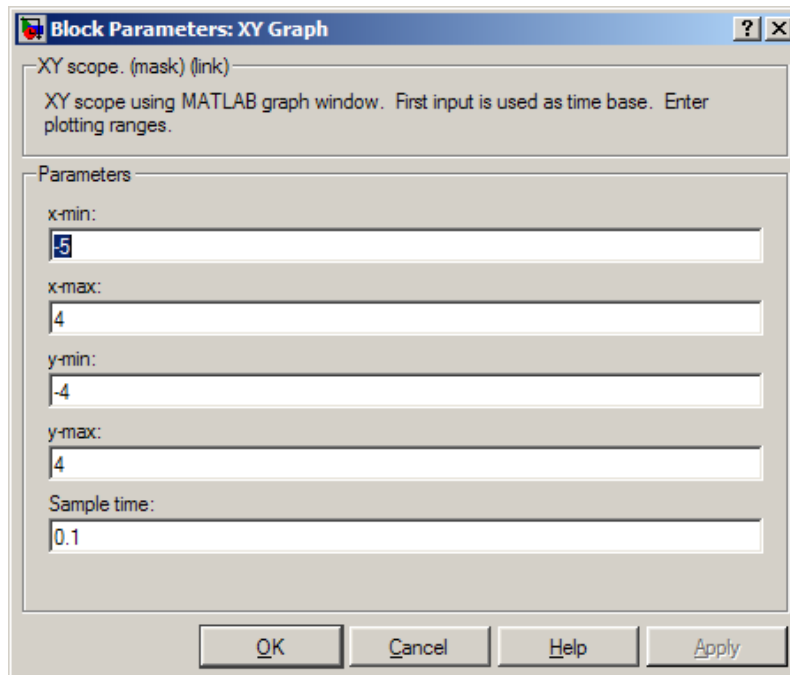 Block Parameters: XY Graph
XY scope. (mask) (link)
XY scope using MATLAB graph window.  First input is used as time base.  Enter
plotting ranges.
Parameters
x-min:
-5
x-max:
4
y-min:
-4
y-max:
4
Sample time:
0.1
OK Cancel Help Apply